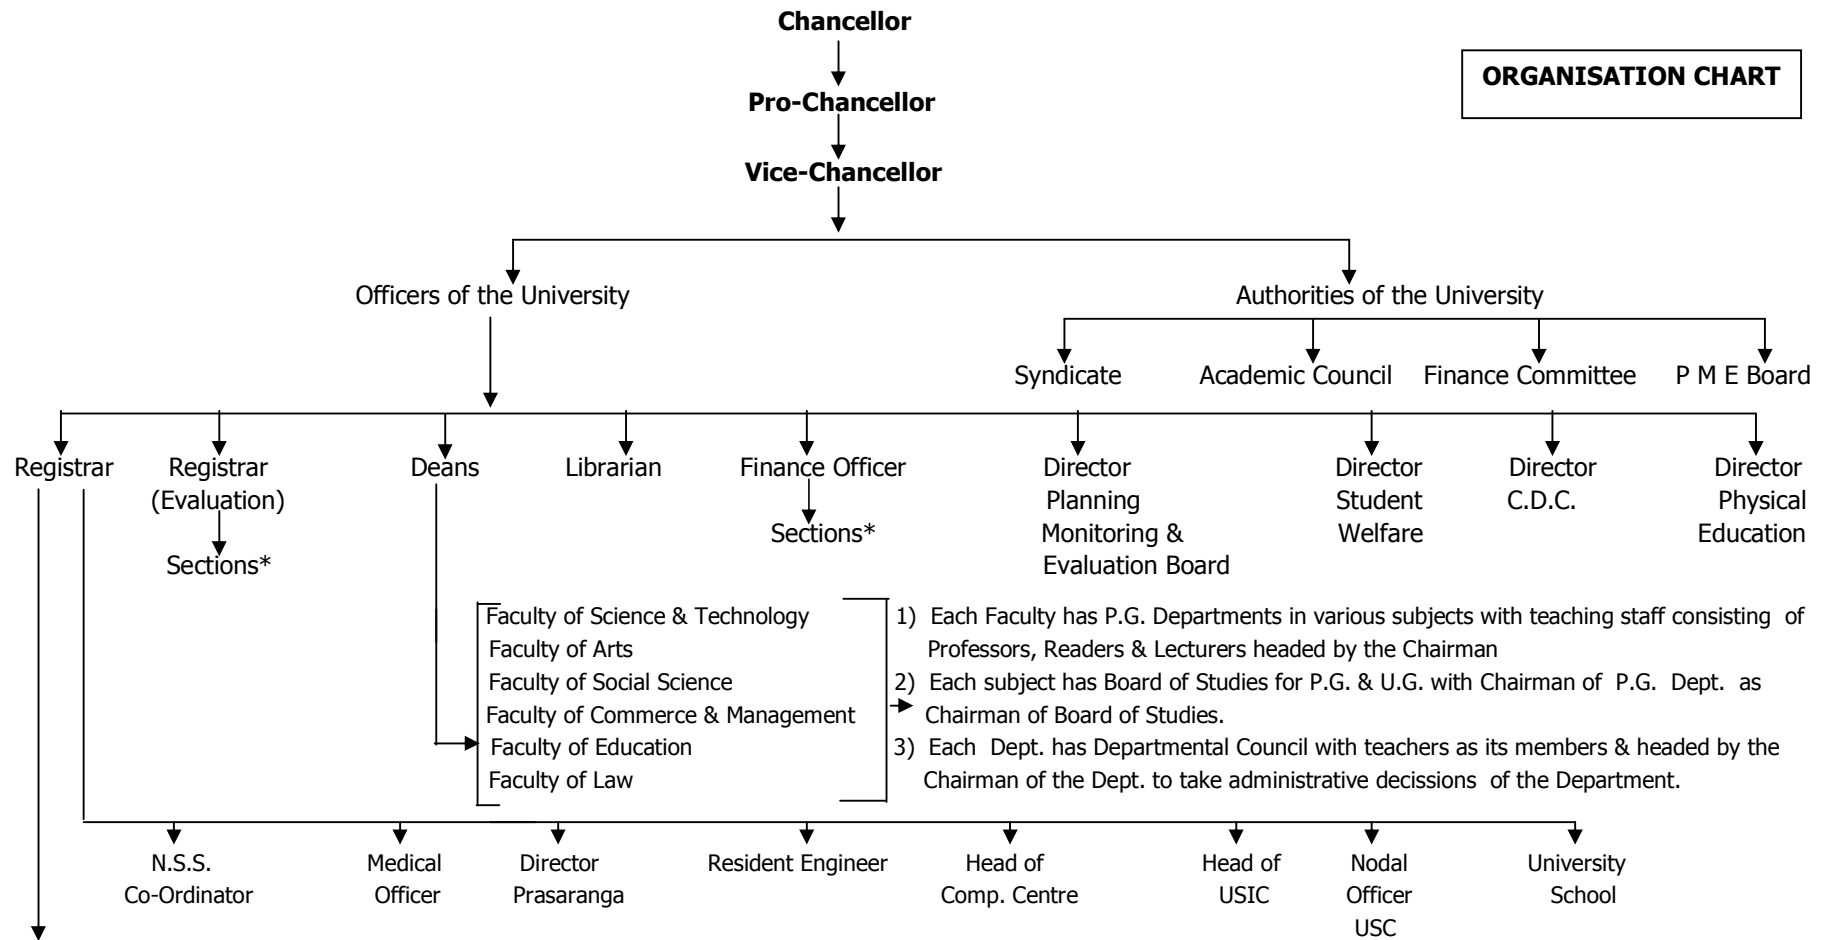 Chancellor
ORGANISATION CHART
Pro-Chancellor
Vice-Chancellor
Officers of the University
Authorities of the University
Syndicate
Academic Council
Finance Committee
P M E Board
Registrar
Registrar
(Evaluation)
Sections*
Deans
Librarian
Finance Officer
Sections*
Director
Planning
Monitoring &
Evaluation Board
Director
Student
Welfare
Director
C.D.C.
Director
Physical
Education
Faculty of Science & Technology
Faculty of Arts
Faculty of Social Science
Faculty of Commerce & Management
Faculty of Education
Faculty of Law
1) Each Faculty has P.G. Departments in various subjects with teaching staff consisting of
Professors, Readers & Lecturers headed by the Chairman
2) Each subject has Board of Studies for P.G. & U.G. with Chairman of P.G. Dept. as
Chairman of Board of Studies.
3) Each Dept. has Departmental Council with teachers as its members & headed by the
Chairman of the Dept. to take administrative decissions of the Department.
N.S.S.
Co-Ordinator
Medical
Officer
Director
Prasaranga
Resident Engineer
Head of
Comp. Centre
Head of
USIC
Nodal
Officer
USC
University
School